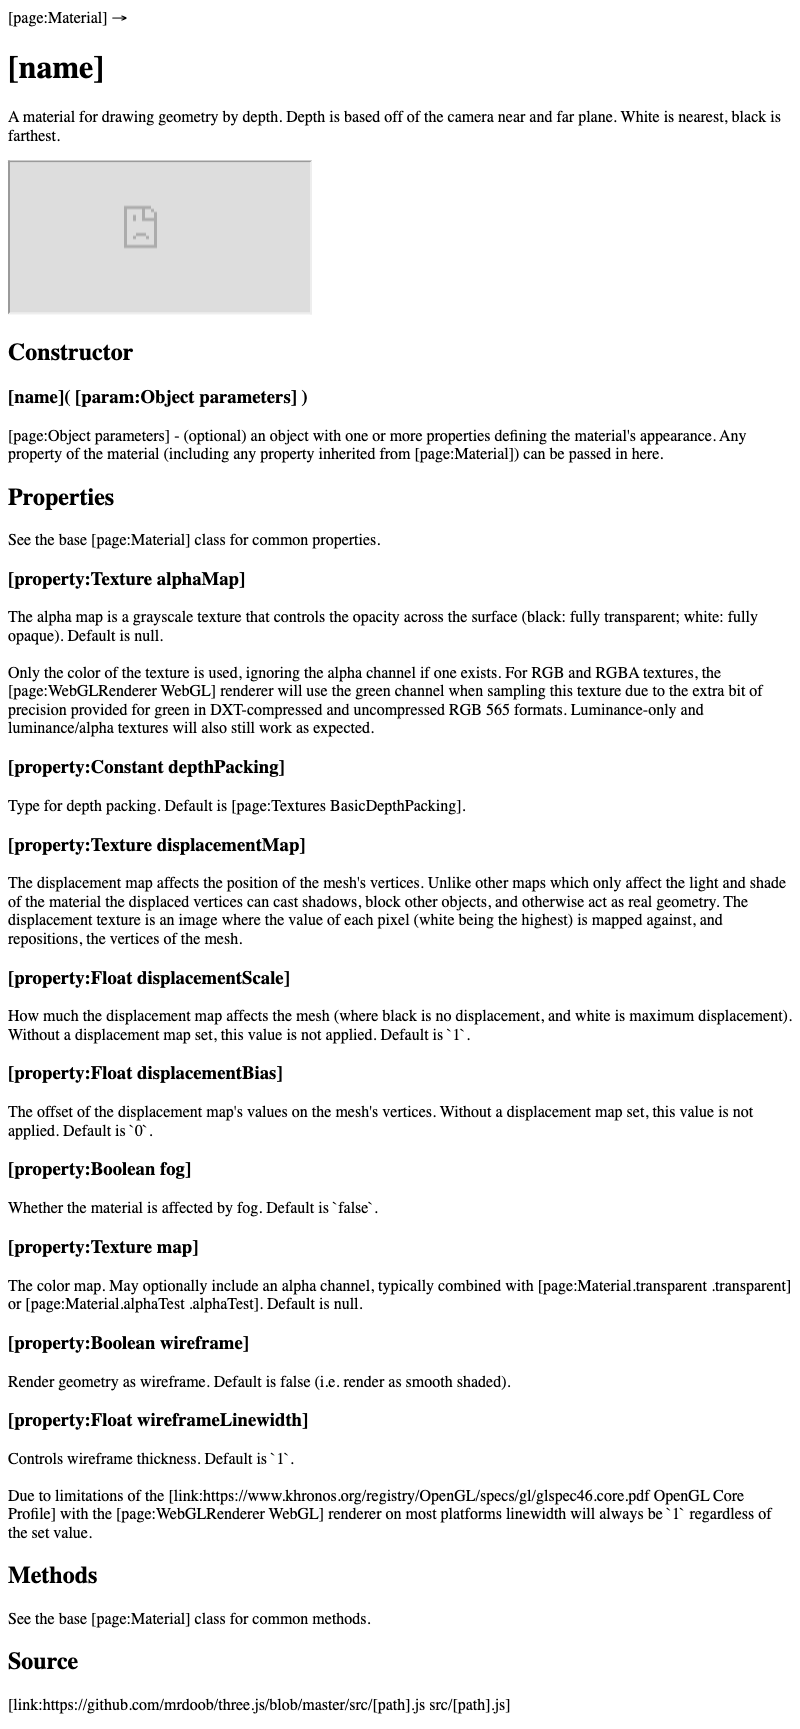 [page:Material] →
[name]
A material for drawing geometry by depth. Depth is based off of the camera near and far plane. White is nearest, black is
farthest.
Constructor
[name]( [param:Object parameters] )
[page:Object parameters] - (optional) an object with one or more properties defining the material's appearance. Any
property of the material (including any property inherited from [page:Material]) can be passed in here.
Properties
See the base [page:Material] class for common properties.
[property:Texture alphaMap]
The alpha map is a grayscale texture that controls the opacity across the surface (black: fully transparent; white: fully
opaque). Default is null.
Only the color of the texture is used, ignoring the alpha channel if one exists. For RGB and RGBA textures, the
[page:WebGLRenderer WebGL] renderer will use the green channel when sampling this texture due to the extra bit of
precision provided for green in DXT-compressed and uncompressed RGB 565 formats. Luminance-only and
luminance/alpha textures will also still work as expected.
[property:Constant depthPacking]
Type for depth packing. Default is [page:Textures BasicDepthPacking].
[property:Texture displacementMap]
The displacement map affects the position of the mesh's vertices. Unlike other maps which only affect the light and shade
of the material the displaced vertices can cast shadows, block other objects, and otherwise act as real geometry. The
displacement texture is an image where the value of each pixel (white being the highest) is mapped against, and
repositions, the vertices of the mesh.
[property:Float displacementScale]
How much the displacement map affects the mesh (where black is no displacement, and white is maximum displacement).
Without a displacement map set, this value is not applied. Default is `1`.
[property:Float displacementBias]
The offset of the displacement map's values on the mesh's vertices. Without a displacement map set, this value is not
applied. Default is `0`.
[property:Boolean fog]
Whether the material is affected by fog. Default is `false`.
[property:Texture map]
The color map. May optionally include an alpha channel, typically combined with [page:Material.transparent .transparent]
or [page:Material.alphaTest .alphaTest]. Default is null.
[property:Boolean wireframe]
Render geometry as wireframe. Default is false (i.e. render as smooth shaded).
[property:Float wireframeLinewidth]
Controls wireframe thickness. Default is `1`.
Due to limitations of the [link:https://www.khronos.org/registry/OpenGL/specs/gl/glspec46.core.pdf OpenGL Core
Profile] with the [page:WebGLRenderer WebGL] renderer on most platforms linewidth will always be `1` regardless of
the set value.
Methods
See the base [page:Material] class for common methods.
Source
[link:https://github.com/mrdoob/three.js/blob/master/src/[path].js src/[path].js]